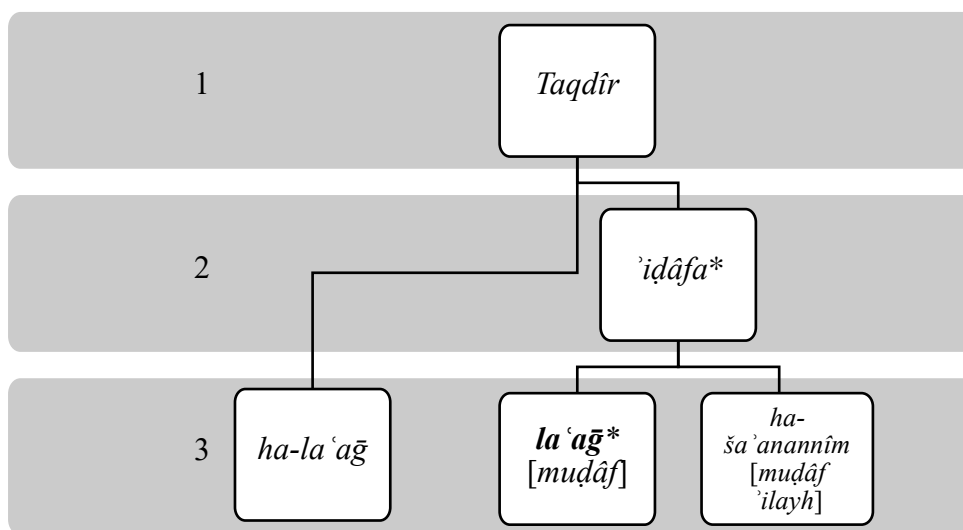 1
Taqdîr
2
ʾiḍâfa*
3
ha-laʿaḡ
laʿaḡ*
[muḍâf]
ha-
šaʾanannîm
[muḍâf
ʾilayh]